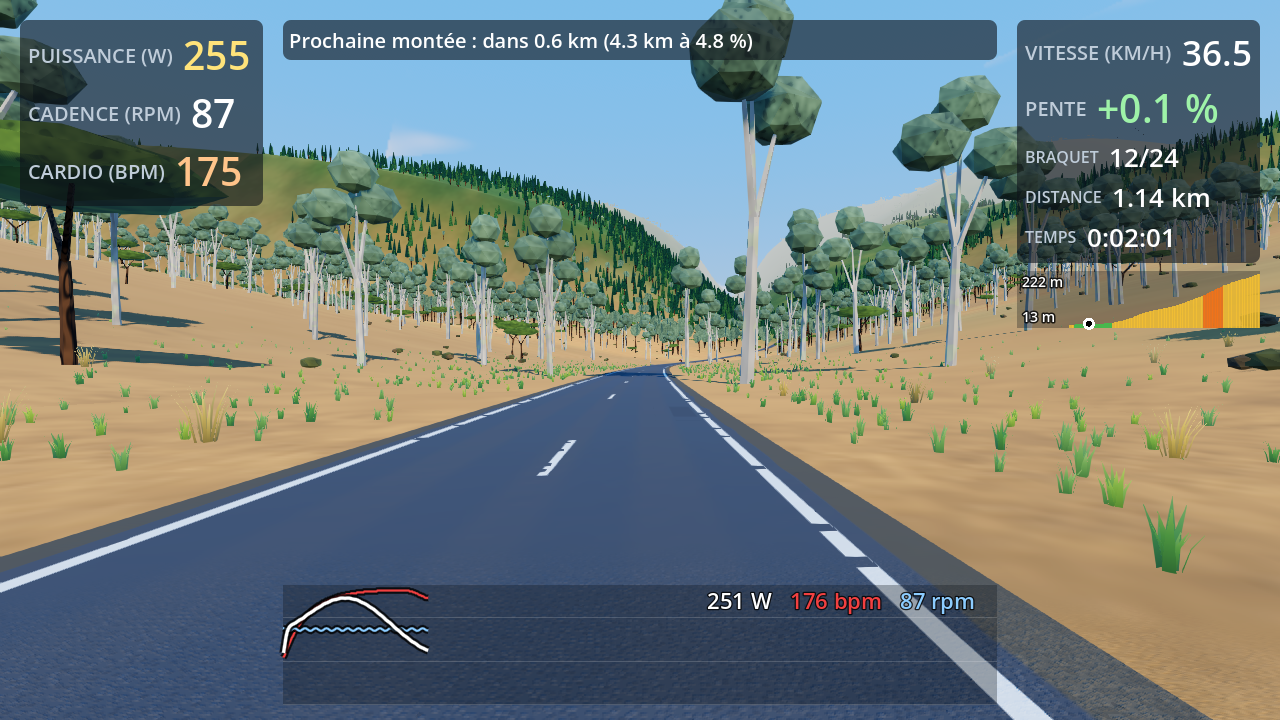 PUISSANCE (W) 255
CADENCE (RPM) 87
CARDIO (BPM) 175
Prochaine montée : dans 0.6 km (4.3 km à 4.8 %)
VITESSE (KM/H) 36.5
PENTE +0.1 %
BRAQUET 12/24
DISTANCE 1.14 km
TEMPS 0:02:01
222 m
13 m
251 W 176 bpm 87 rpm